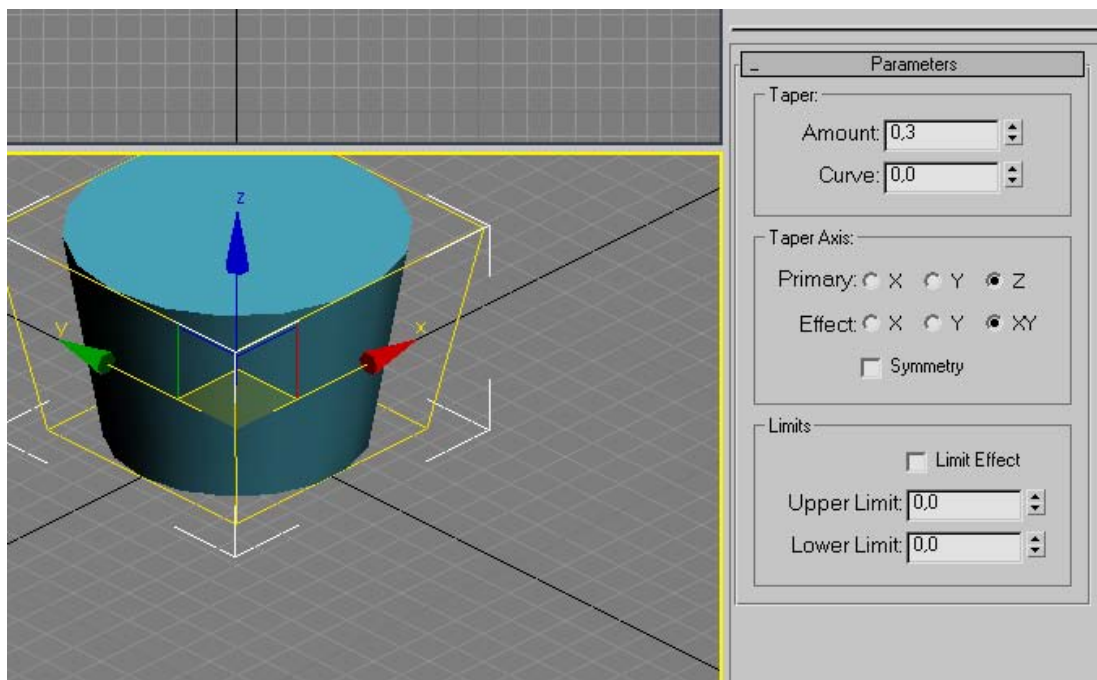 z
y
x
Parameters
Taper:
Amount: 0,3
Curve: 0,0
Taper Axis:
Primary: X Y Z
Effect: X Y XY
Symmetry
Limits
Limit Effect
Upper Limit: 0,0
Lower Limit: 0,0